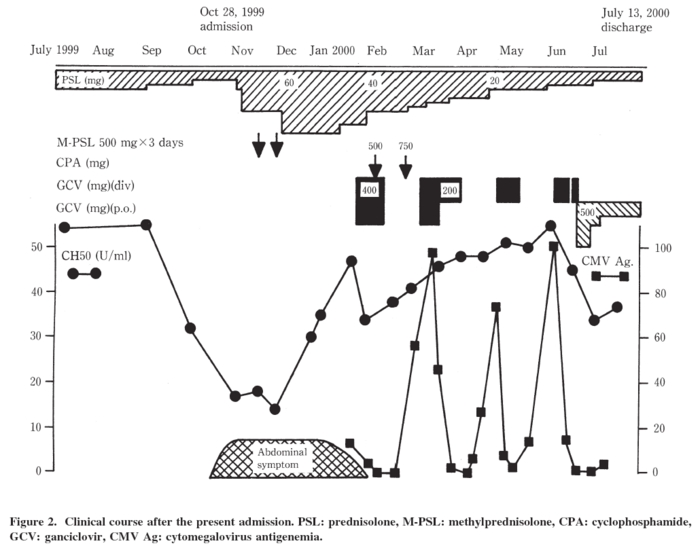 Oct 28, 1999
admission
July 13, 2000
discharge
July 1999 Aug Sep Oct Nov Dec Jan 2000 Feb Mar Apr May Jun Jul
PSL (mg) 60 40 20
M-PSL 500 mg×3 days 500 750
CPA (mg)
GCV (mg)(div) 400 200
GCV (mg)(p.o.) 500
CH50 (U/ml)
CMV Ag.
50
40
30
20
10
0
100
80
60
40
20
0
Abdominal
symptom
Figure 2. Clinical course after the present admission. PSL: prednisolone, M-PSL: methylprednisolone, CPA: cyclophosphamide,
GCV: ganciclovir, CMV Ag: cytomegalovirus antigenemia.